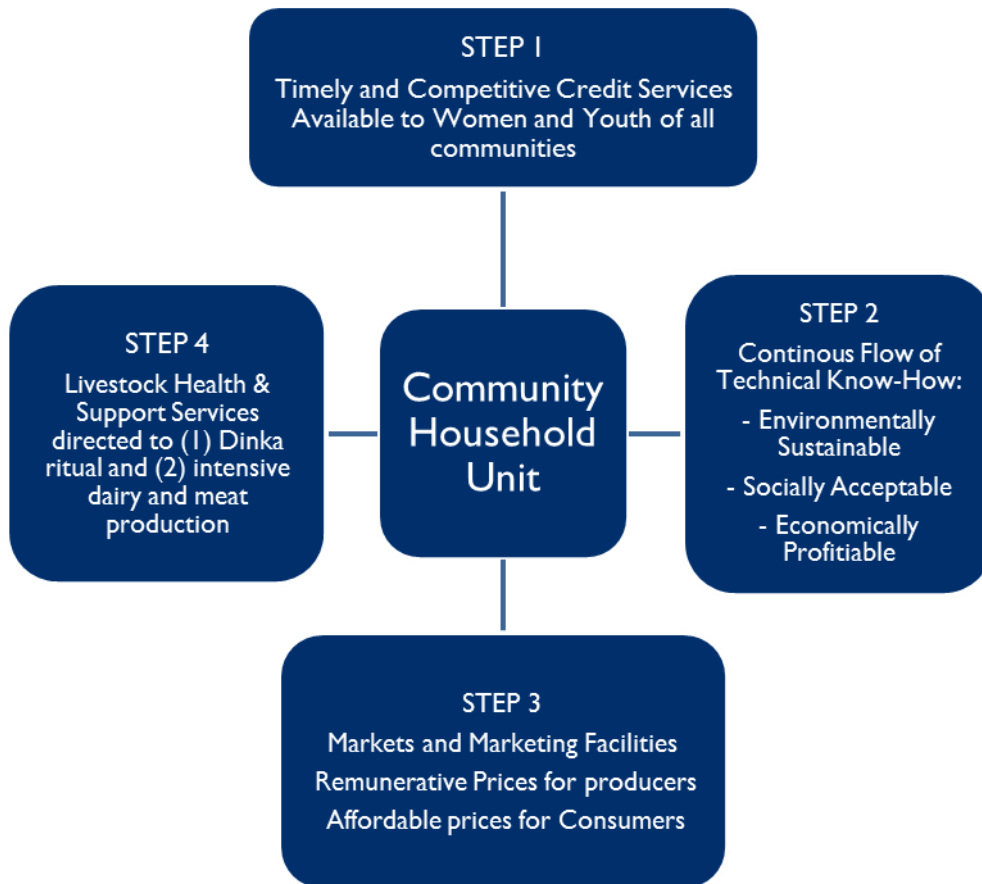 STEP 1
Timely and Competitive Credit Services
Available to Women and Youth of all
communities
STEP 4
Livestock Health &
Support Services
directed to (1) Dinka
ritual and (2) intensive
dairy and meat
production
Community
Household
Unit
STEP 2
Continous Flow of
Technical Know-How:
- Environmentally
Sustainable
- Socially Acceptable
- Economically
Profitiable
STEP 3
Markets and Marketing Facilities
Remunerative Prices for producers
Affordable prices for Consumers